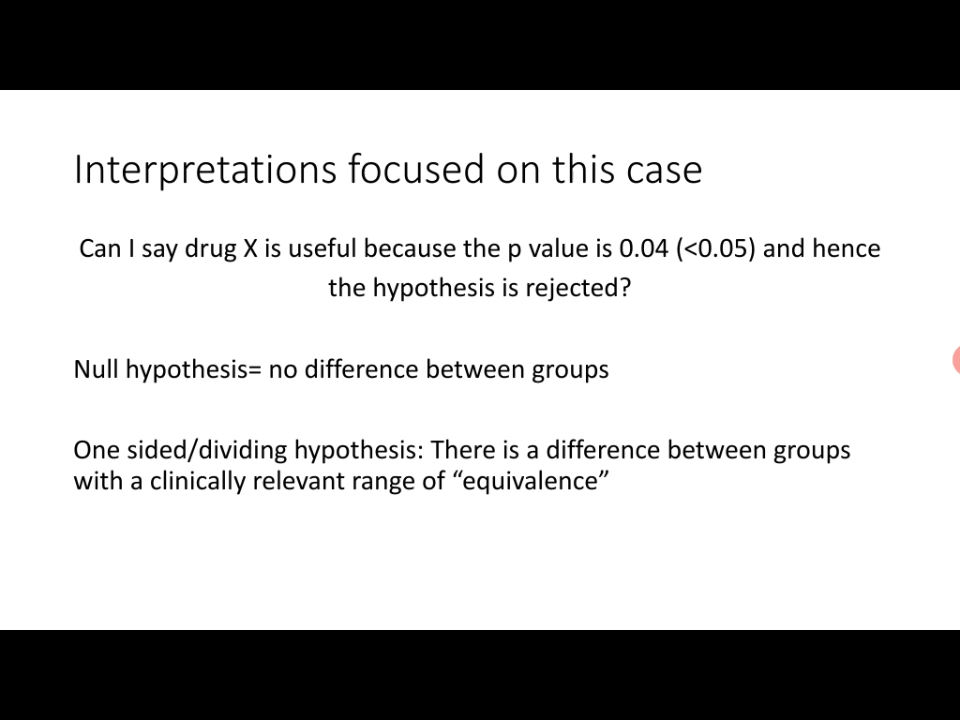 Interpretations focused on this case
Can I say drug X is useful because the p value is 0.04 (<0.05) and hence
the hypothesis is rejected?
Null hypothesis= no difference between groups
One sided/dividing hypothesis: There is a difference between groups
with a clinically relevant range of “equivalence”